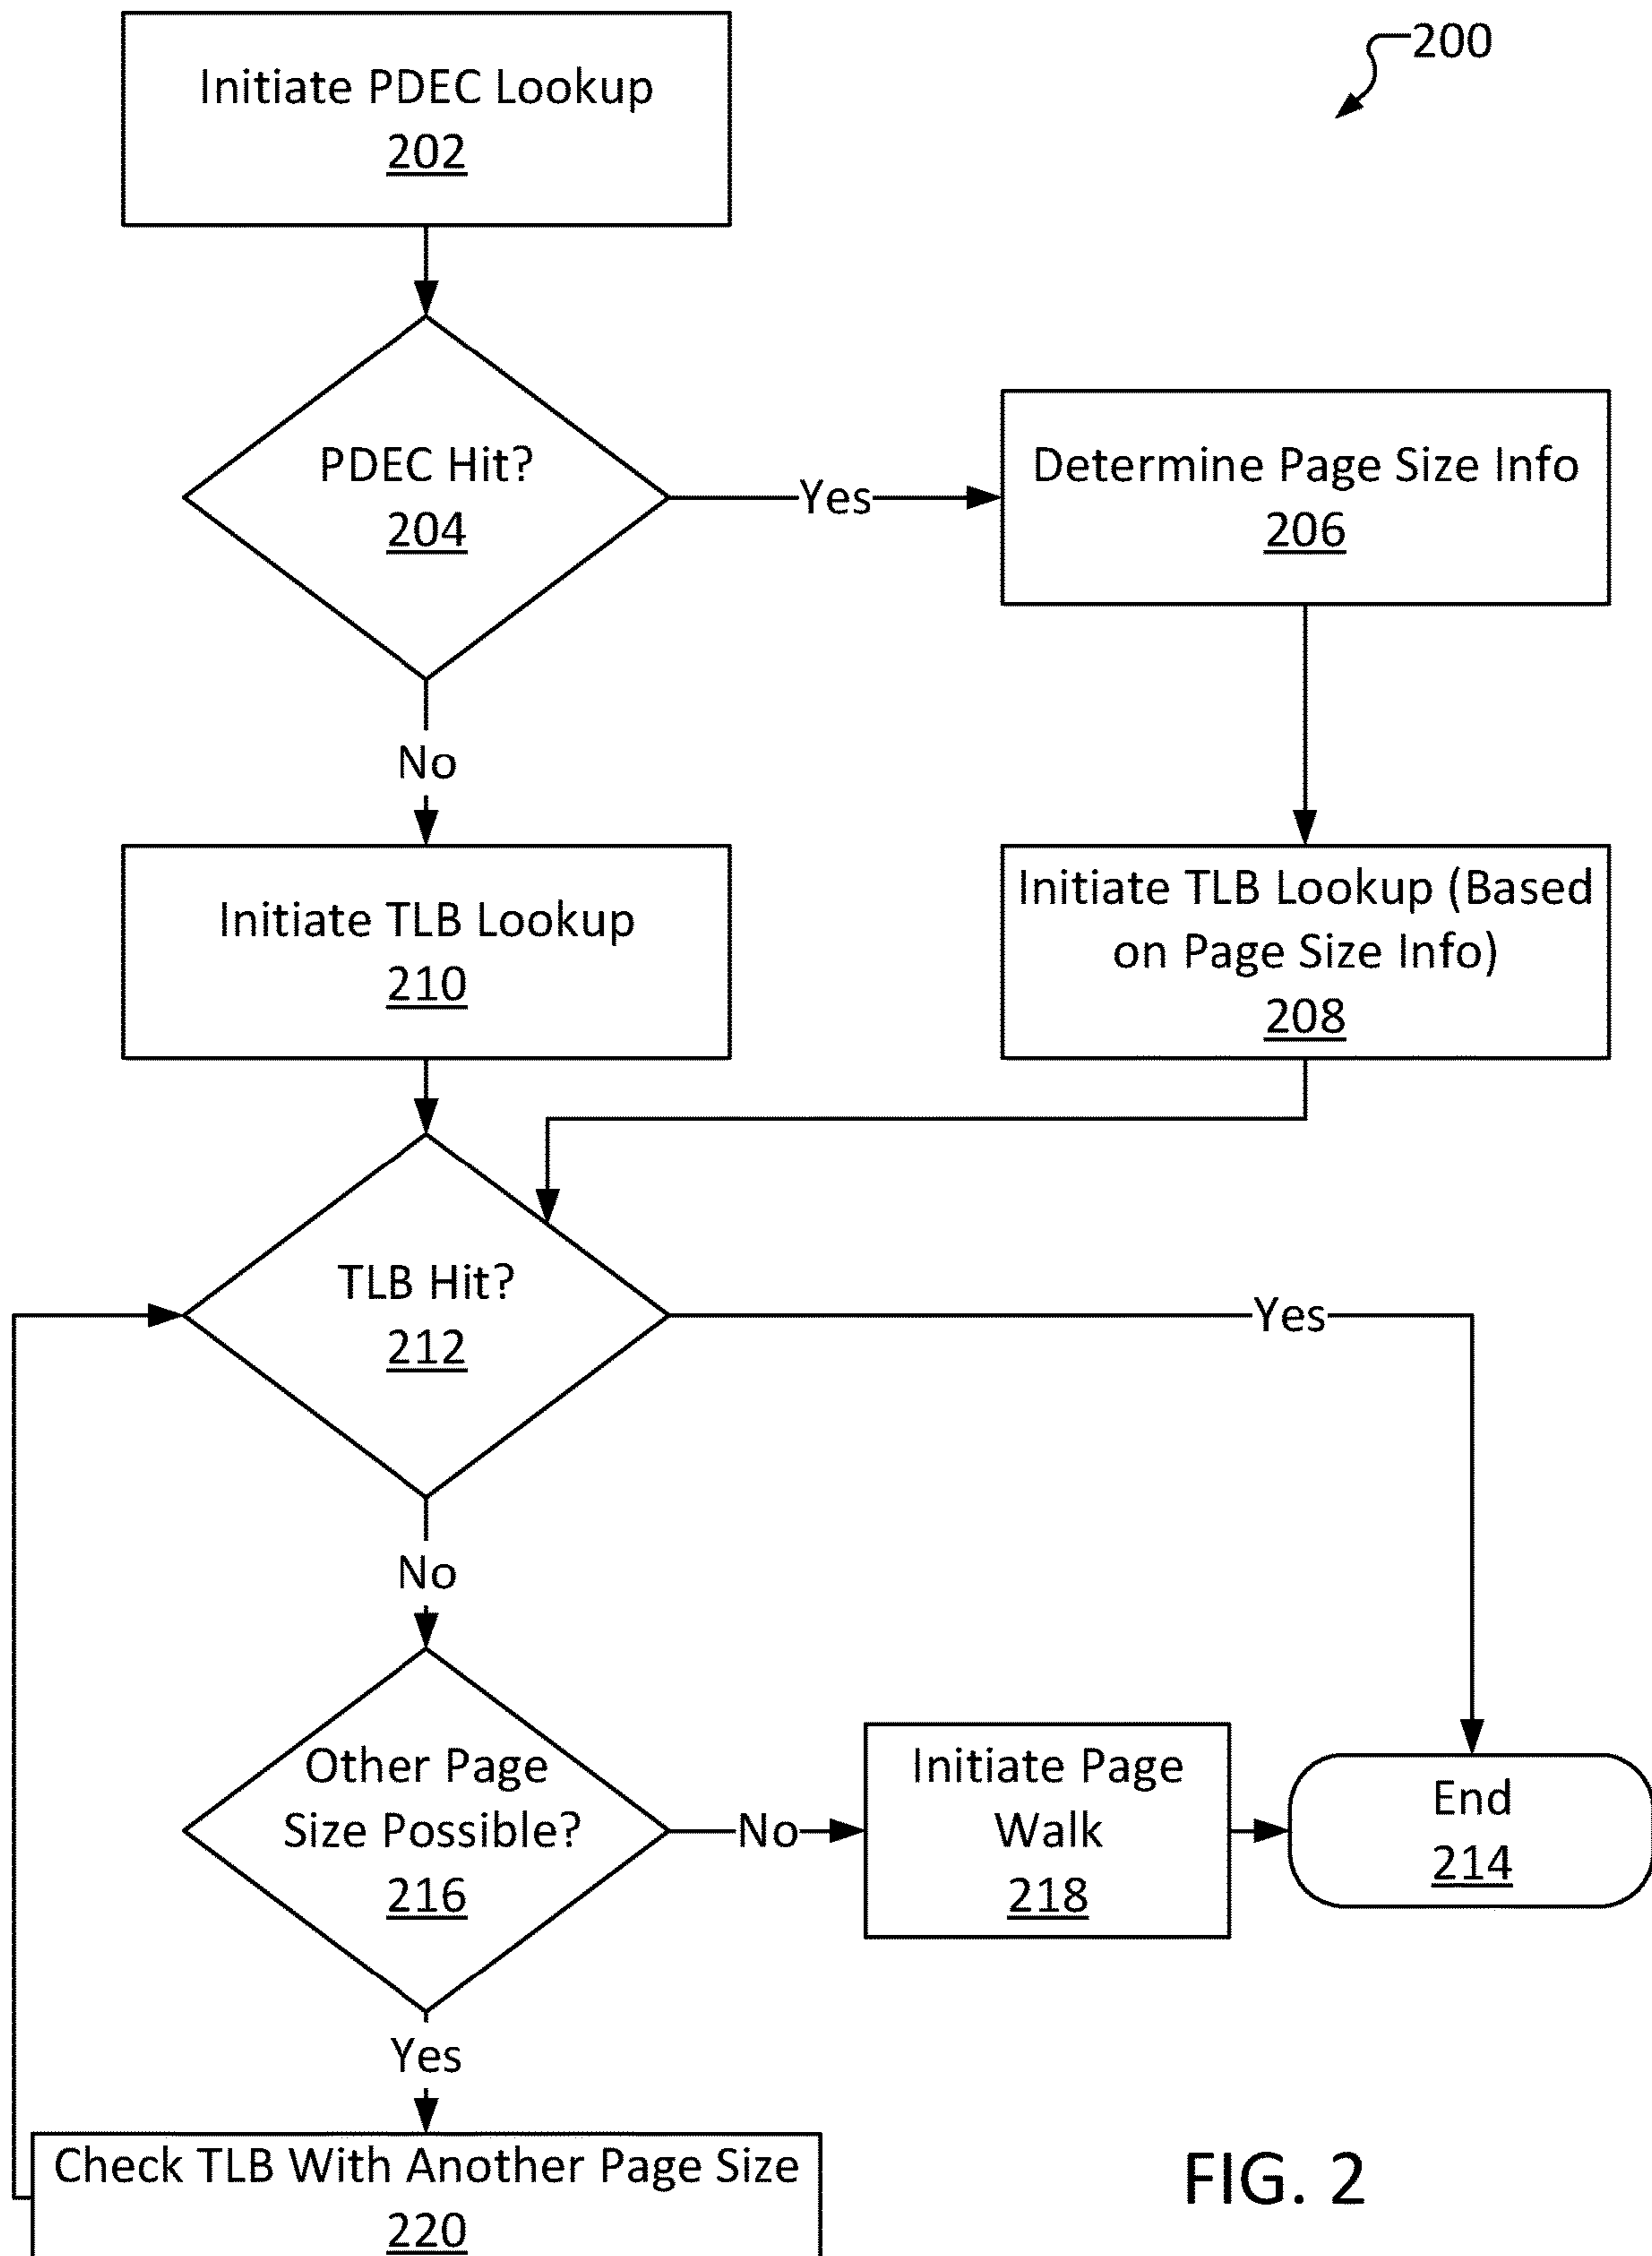 200
Initiate PDEC Lookup
202
PDEC Hit?
204
Yes
Determine Page Size Info
206
No
Initiate TLB Lookup
210
Initiate TLB Lookup (Based
on Page Size Info)
208
TLB Hit?
212
Yes
No
Other Page
Size Possible?
216
No
Initiate Page
Walk
218
End
214
Yes
Check TLB With Another Page Size
220
FIG. 2